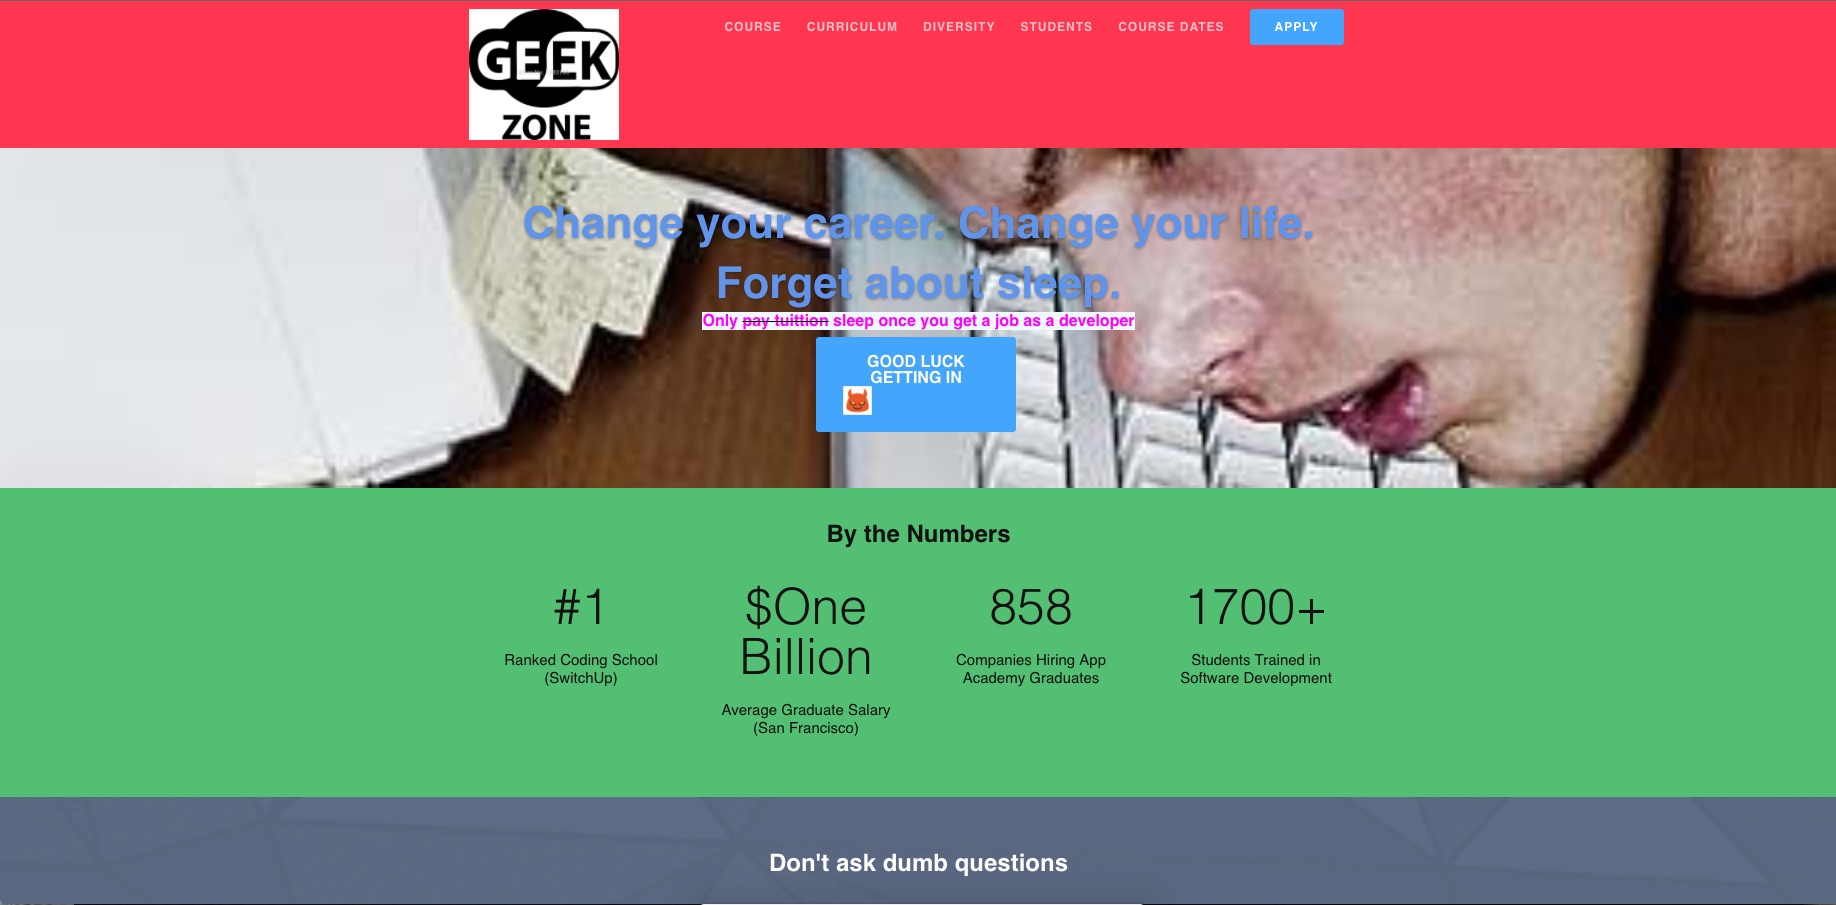 GEEK
ZONE
COURSE CURRICULUM DIVERSITY STUDENTS COURSE DATES APPLY
Change your career. Change your life.
Forget about sleep.
Only pay tuittion sleep once you get a job as a developer
GOOD LUCK
GETTING IN
By the Numbers
#1
Ranked Coding School
(SwitchUp)
$One
Billion
Average Graduate Salary
(San Francisco)
858
Companies Hiring App
Academy Graduates
1700+
Students Trained in
Software Development
Don't ask dumb questions